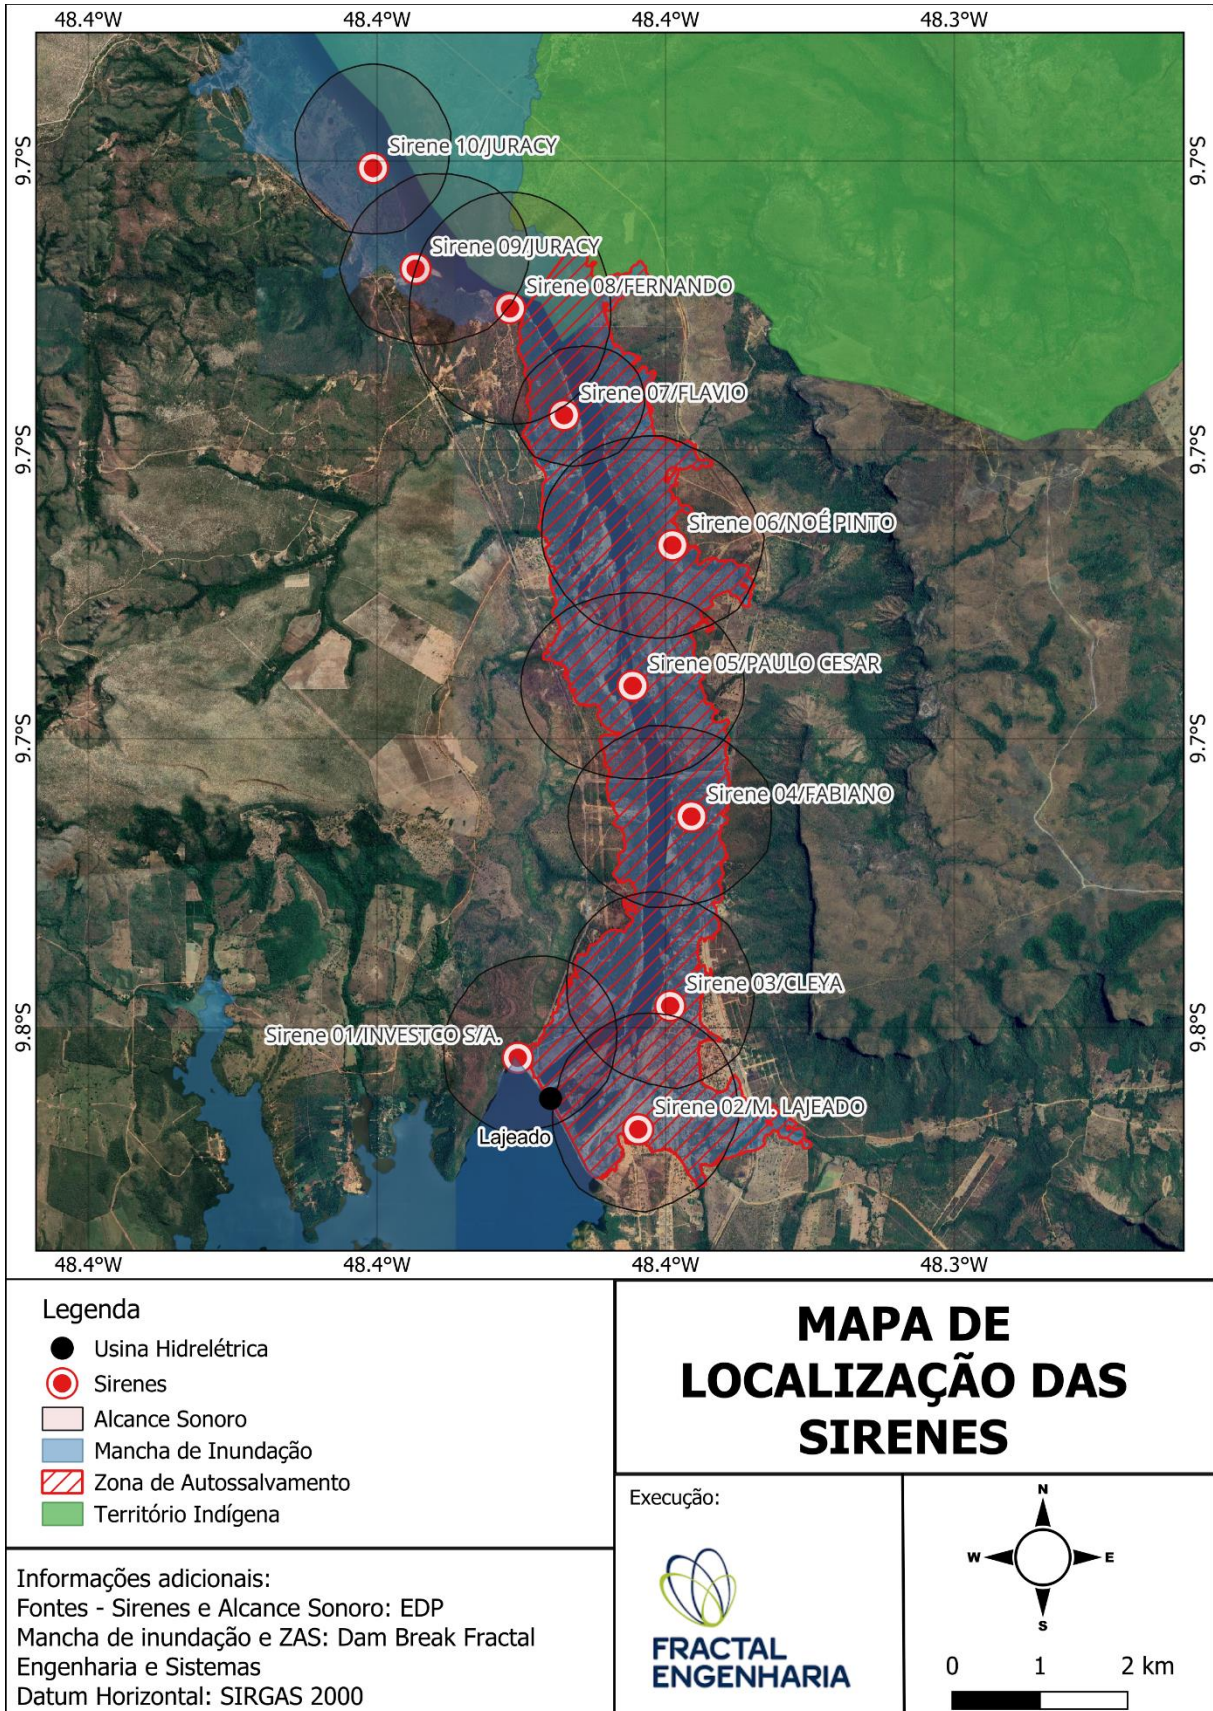 48.4°W 48.4°W 48.4°W 48.3°W
9.7°S 9.7°S
9.7°S 9.7°S
9.7°S 9.7°S
9.8°S 9.8°S
Sirene 10/JURACY
Sirene 09/JURACY
Sirene 08/FERNANDO
Sirene 07/FLAVIO
Sirene 06/NOÉ PINTO
Sirene 05/PAULO CESAR
Sirene 04/FABIANO
Sirene 03/CLEYA
Sirene 01/INVESTCO S/A.
Sirene 02/M. LAJEADO
Lajeado
48.4°W 48.4°W 48.4°W 48.3°W
Legenda
Usina Hidrelétrica
Sirenes
Alcance Sonoro
Mancha de Inundação
Zona de Autossalvamento
Território Indígena
Informações adicionais:
Fontes - Sirenes e Alcance Sonoro: EDP
Mancha de inundação e ZAS: Dam Break Fractal
Engenharia e Sistemas
Datum Horizontal: SIRGAS 2000
MAPA DE
LOCALIZAÇÃO DAS
SIRENES
Execução:
FRACTAL
ENGENHARIA
N
W E
S
0 1 2 km